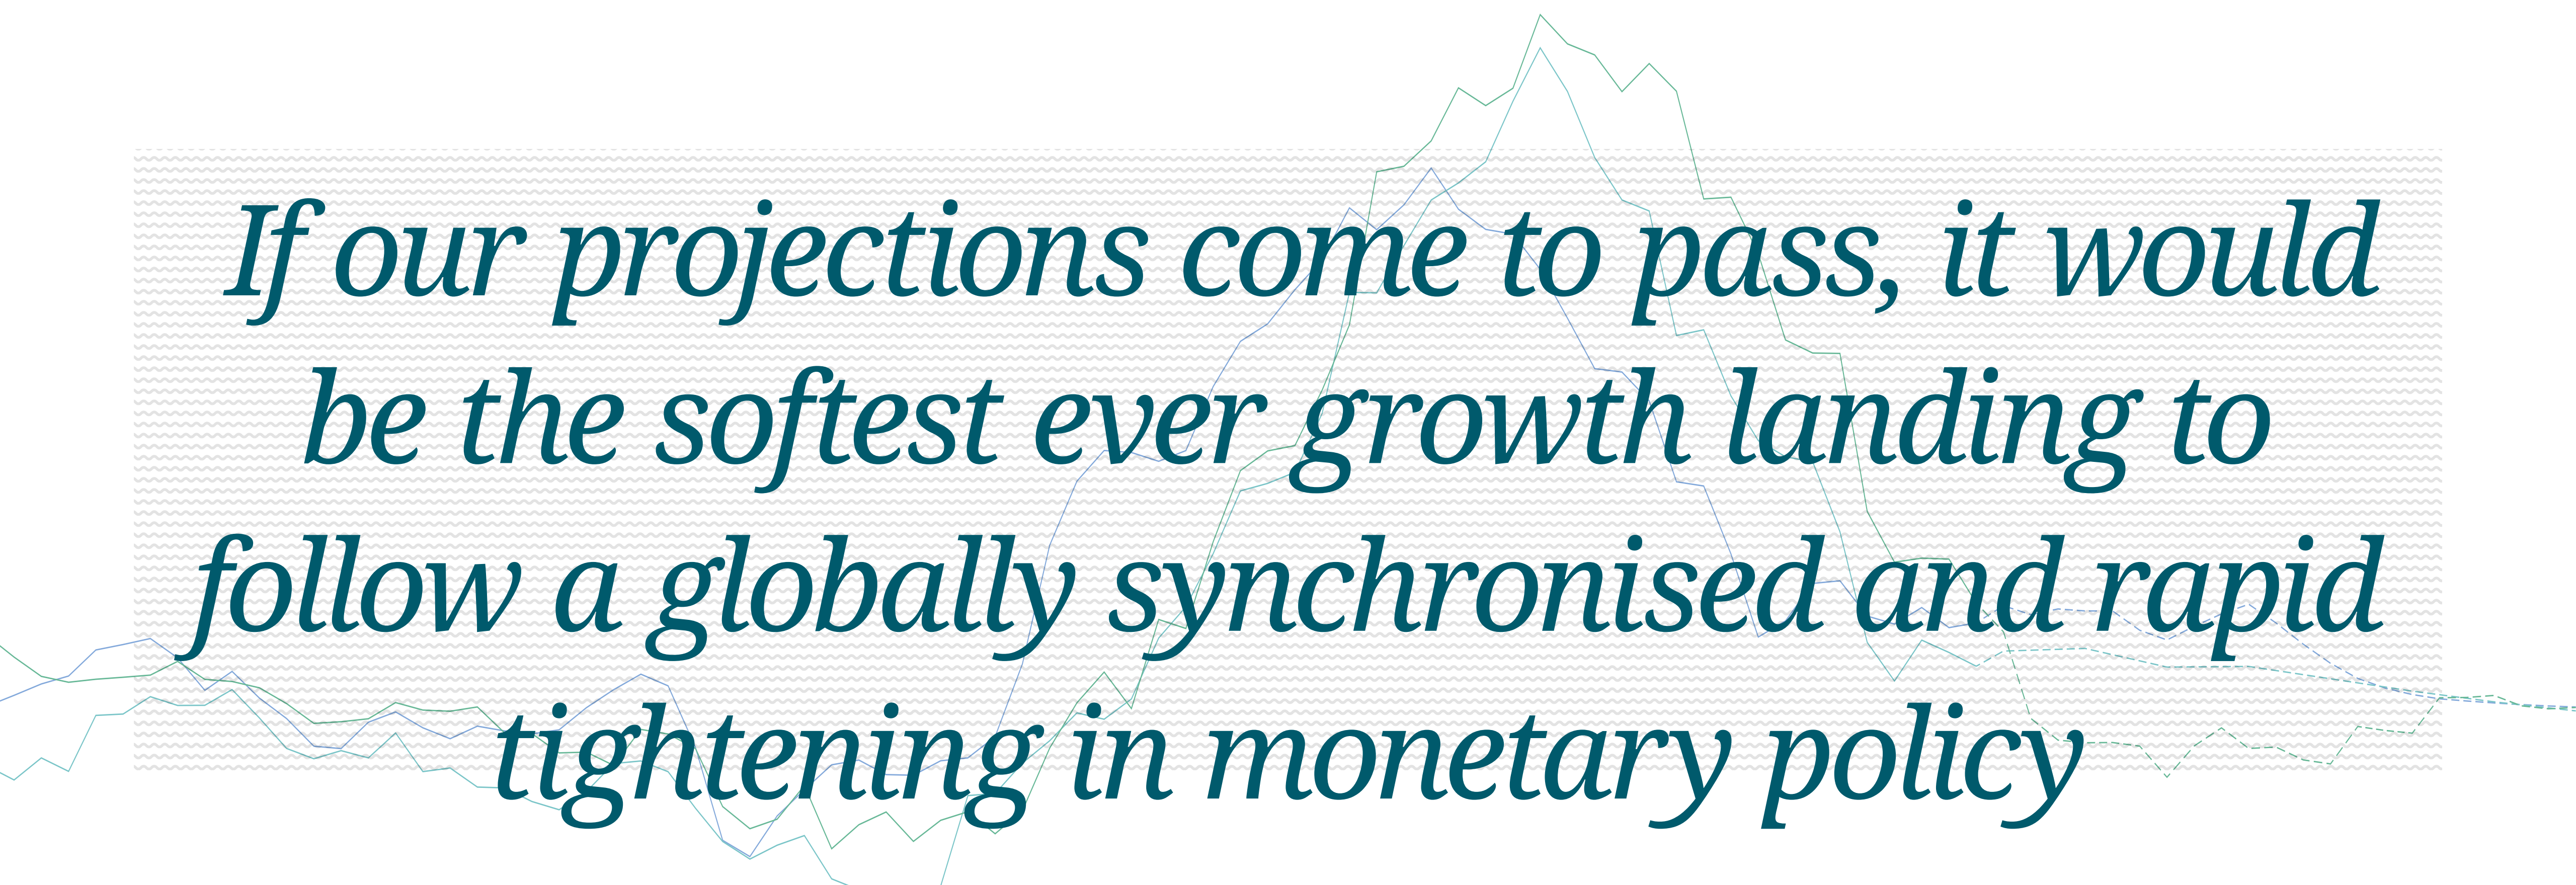 If our projections come to pass, it would
be the softest ever growth landing to
follow a globally synchronised and rapid
tightening in monetary policy